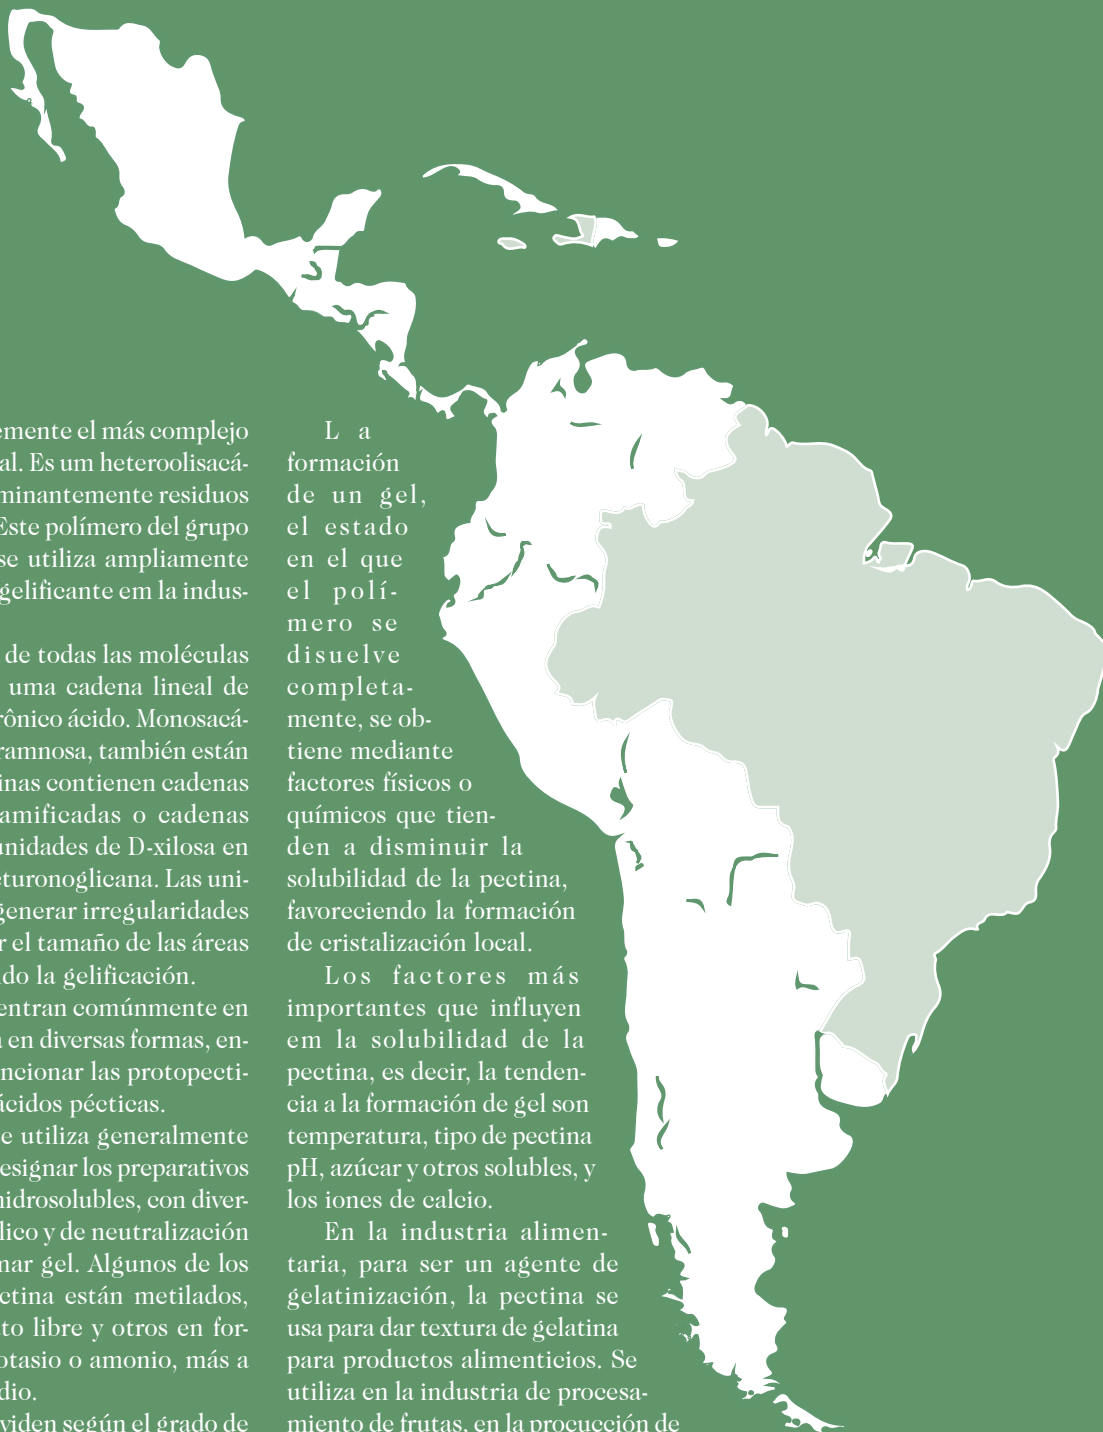 emente el más complejo
al. Es um heteroolisacá-
minantemente residuos
Este polímero del grupo
se utiliza ampliamente
gelificante em la indus-
de todas las moléculas
uma cadena lineal de
rônico ácido. Monosacá-
ramnosa, también están
inas contienen cadenas
amificadas o cadenas
unidades de D-xilosa en
cturonoglicana. Las uni-
generar irregularidades
r el tamaño de las áreas
do la gelificación.
entran comúnmente en
a en diversas formas, en-
ncionar las protopecti-
ácidos pécticas.
e utiliza generalmente
esignar los preparativos
hidrosolubles, con diver-
lico y de neutralización
mar gel. Algunos de los
ctina están metilados,
to libre y otros en for-
otasio o amonio, más a
dio.
viden según el grado de
L a
formación
de un gel,
el estado
en el que
el polí-
mero se
disuelve
completa-
mente, se ob-
tiene mediante
factores físicos o
químicos que tien-
den a disminuir la
solubilidad de la pectina,
favoreciendo la formación
de cristalización local.
Los factores más
importantes que influyen
em la solubilidad de la
pectina, es decir, la tenden-
cia a la formación de gel son
temperatura, tipo de pectina
pH, azúcar y otros solubles, y
los iones de calcio.
En la industria alimen-
taria, para ser un agente de
gelatinización, la pectina se
usa para dar textura de gelatina
para productos alimenticios. Se
utiliza en la industria de procesa-
miento de frutas, en la procucción de